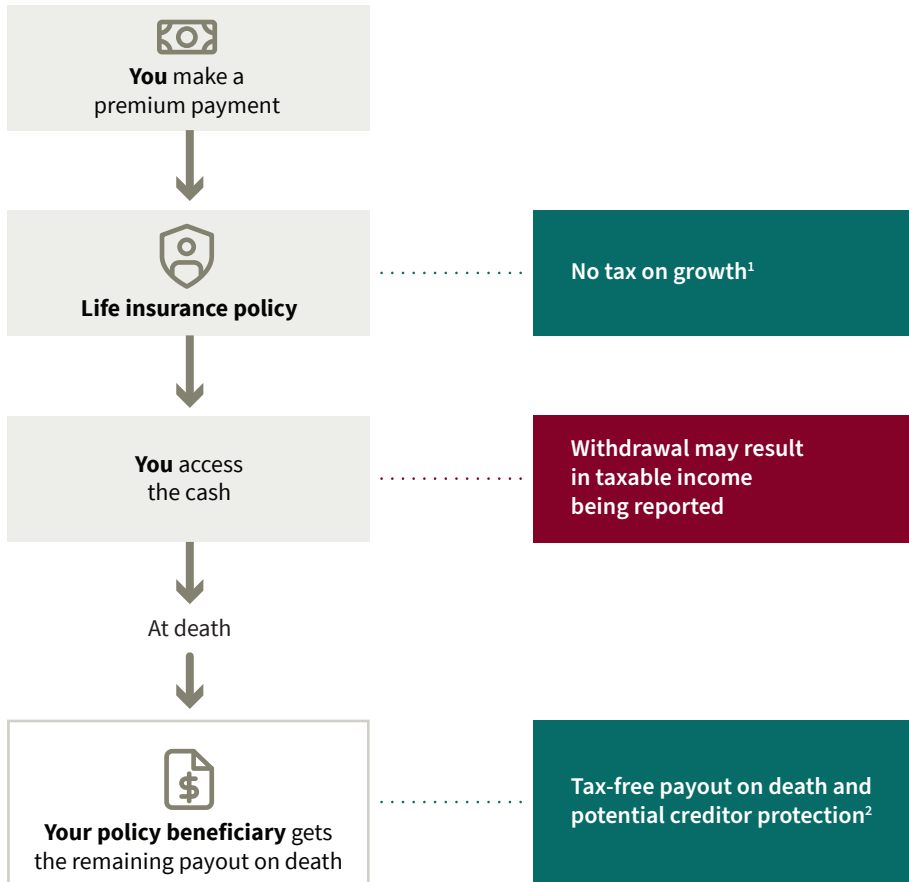 You make a
premium payment
Life insurance policy
No tax on growth¹
You access
the cash
Withdrawal may result
in taxable income
being reported
At death
Your policy beneficiary gets
the remaining payout on death
Tax-free payout on death and
potential creditor protection²